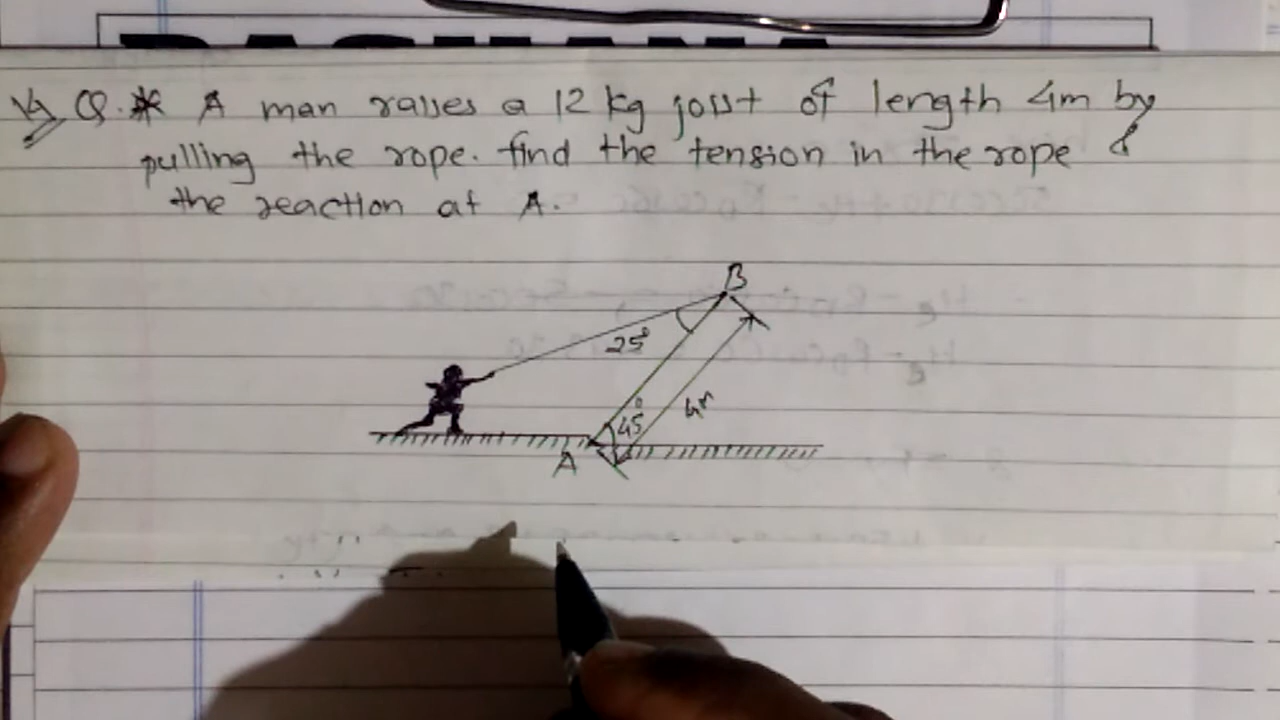 Q.* A man raises a 12 kg joist of length 4m by
pulling the rope. find the tension in the rope &
the reaction at A.
B
25°
4m
45°
A